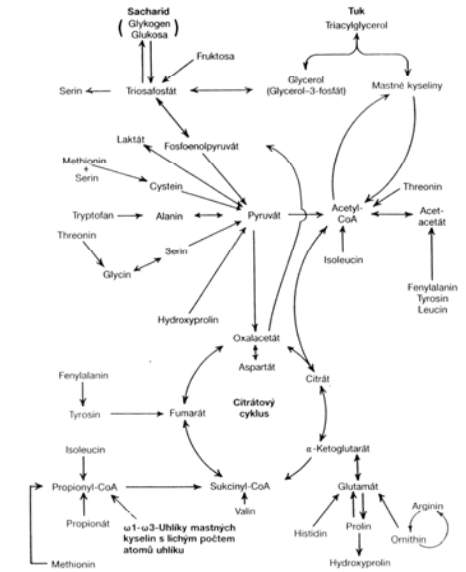 Sacharid
Glykogen
Glukosa
Tuk
Triacylglycerol
Fruktosa
Serin
Triosafosfát
Glycerol
(Glycerol–3-fosfát)
Mastné kyseliny
Laktát
Fosfoenolpyruvát
Methionin
+
Serin
Cystein
Threonin
Tryptofan
Alanin
Pyruvát
Acetyl-
CoA
Acet-
acetát
Threonin
Serin
Glycin
Isoleucin
Fenylalanin
Tyrosin
Leucin
Hydroxyprolin
Oxalacetát
Aspartát
Citrát
Fenylalanin
Tyrosin
Fumarát
Citrátový
cyklus
Isoleucin
α-Ketoglutarát
Propionyl-CoA
Sukcinyl-CoA
Glutamát
Valin
Propionát
ω1-ω3-Uhlíky mastných
kyselin s lichým počtem
atomů uhlíku
Histidin
Prolin
Arginin
Ornithin
Methionin
Hydroxyprolin